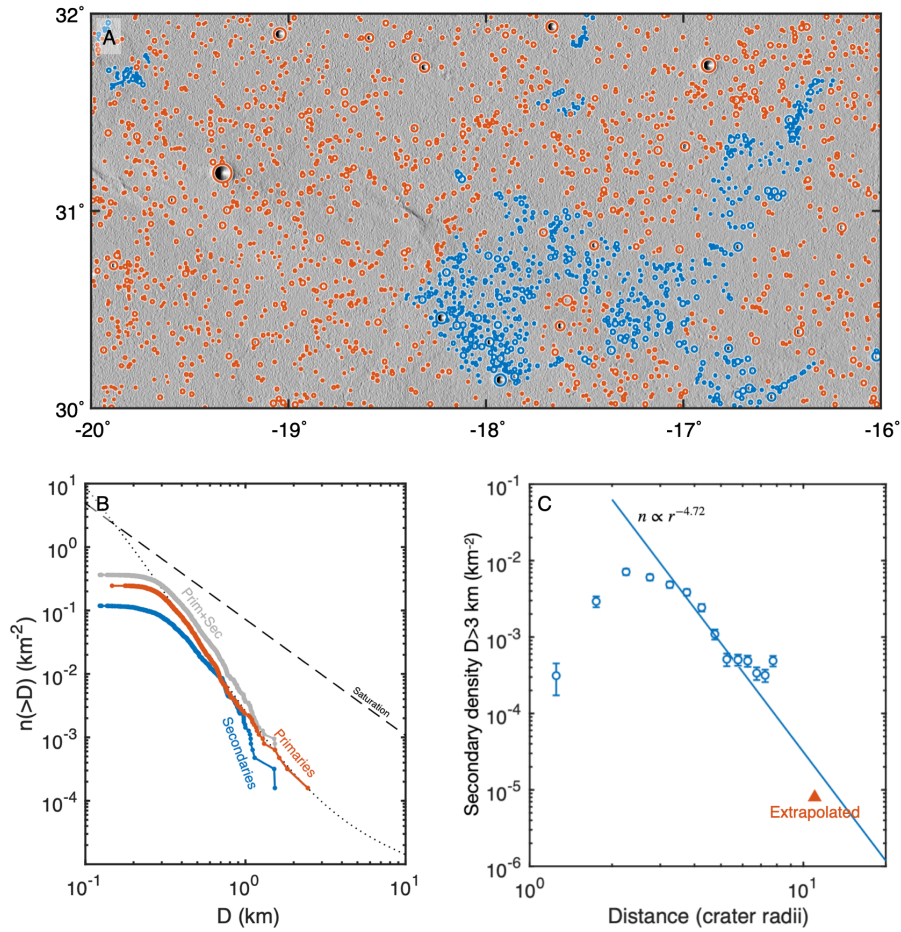 32˚
A
31˚
30˚
-20˚ -19˚ -18˚ -17˚ -16˚
B
10¹
10⁰
10⁻¹
10⁻²
10⁻³
10⁻⁴
n(>D) (km⁻²)
Prim+Sec
Saturation
Secondaries
Primaries
10⁻¹ 10⁰ 10¹
D (km)
C
10⁻¹
10⁻²
10⁻³
10⁻⁴
10⁻⁵
10⁻⁶
Secondary density D>3 km (km⁻²)
n ∝ r⁻⁴·⁷²
Extrapolated
10⁰ 10¹
Distance (crater radii)